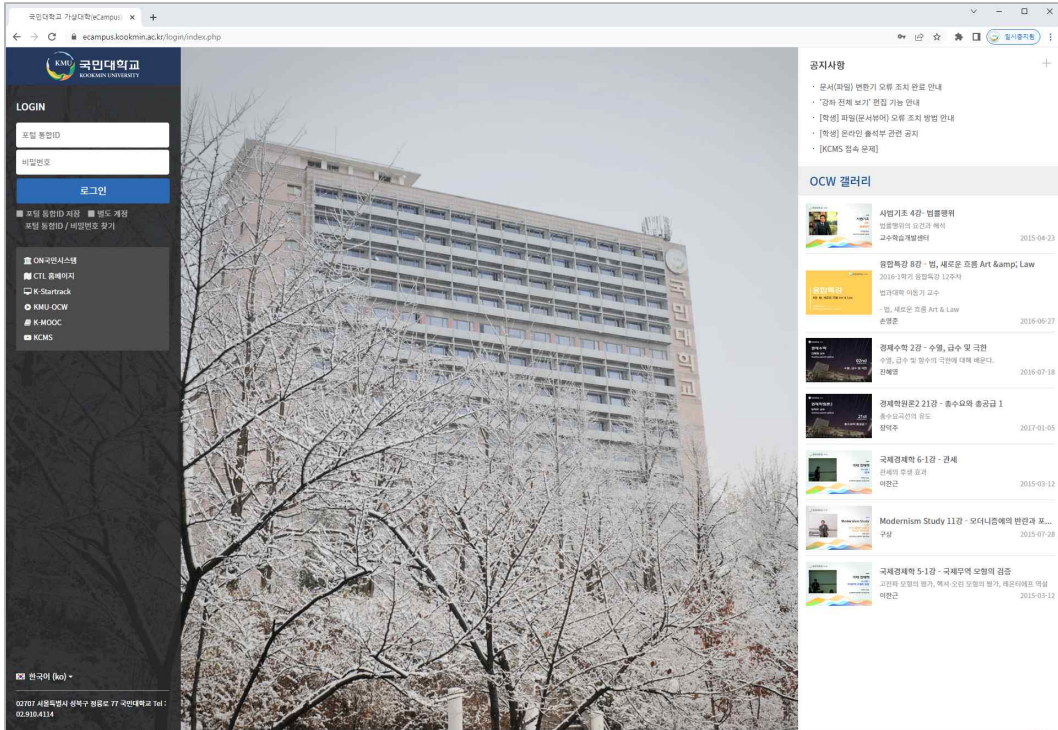 국민대학교 가상대학(eCampus)
ecampus.kookmin.ac.kr/login/index.php
일시중지됨
KMU 국민대학교
KOOKMIN UNIVERSITY
LOGIN
포털 통합ID
비밀번호
로그인
포털 통합ID 저장 별도 계정
포털 통합ID / 비밀번호 찾기
ON국민시스템
CTL 홈페이지
K-Startrack
KMU-OCW
K-MOOC
KCMS
한국어 (ko)
02707 서울특별시 성북구 정릉로 77 국민대학교 Tel :
02.910.4114
국민대학교
공지사항
· 문서(파일) 변환기 오류 조치 완료 안내
· '강좌 전체 보기' 편집 기능 안내
· [학생] 파일(문서뷰어) 오류 조치 방법 안내
· [학생] 온라인 출석부 관련 공지
· [KCMS 접속 문제]
OCW 갤러리
사범기초 4강- 법률행위
법률행위의 요건과 해석
교수학습개발센터 2015-04-23
융합특강 8강 - 법, 새로운 흐름 Art &amp; Law
2016-1학기 융합특강 12주차
법과대학 이동기 교수
- 법, 새로운 흐름 Art & Law
손영준 2016-06-27
경제수학 2강 - 수열, 급수 및 극한
수열, 급수 및 함수의 극한에 대해 배운다.
진혜영 2016-07-18
경제학원론2 21강 - 총수요와 총공급 1
총수요곡선의 유도
장덕주 2017-01-05
국제경제학 6-1강 - 관세
관세의 후생 효과
이한근 2015-03-12
Modernism Study 11강 - 모더니즘에의 반란과 포...
구상 2015-07-28
국제경제학 5-1강 - 국제무역 모형의 검증
고전파 모형의 평가, 헥셔-오린 모형의 평가, 레온티에프 역설
이한근 2015-03-12